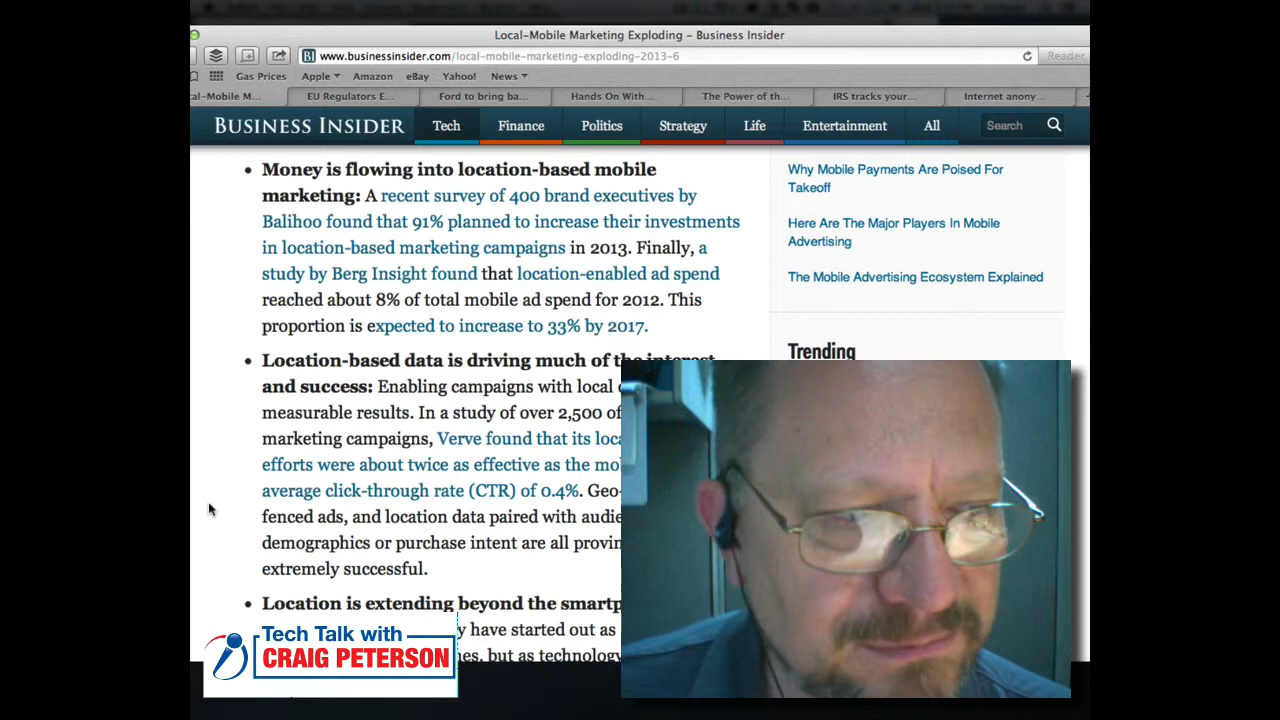 Local-Mobile Marketing Exploding – Business Insider
www.businessinsider.com/local-mobile-marketing-exploding-2013-6
Reader
Gas Prices Apple Amazon eBay Yahoo! News
al-Mobile M... EU Regulators E... Ford to bring ba... Hands On With... The Power of th... IRS tracks your... Internet anony...
BUSINESS INSIDER Tech Finance Politics Strategy Life Entertainment All Search
• Money is flowing into location-based mobile
marketing: A recent survey of 400 brand executives by
Balihoo found that 91% planned to increase their investments
in location-based marketing campaigns in 2013. Finally, a
study by Berg Insight found that location-enabled ad spend
reached about 8% of total mobile ad spend for 2012. This
proportion is expected to increase to 33% by 2017.
• Location-based data is driving much of the interest
and success: Enabling campaigns with local
measurable results. In a study of over 2,500 of
marketing campaigns, Verve found that its loca
efforts were about twice as effective as the mo
average click-through rate (CTR) of 0.4%. Geo-
fenced ads, and location data paired with audie
demographics or purchase intent are all provin
extremely successful.
• Location is extending beyond the smartp
y have started out as
nes, but as technology
Why Mobile Payments Are Poised For
Takeoff
Here Are The Major Players In Mobile
Advertising
The Mobile Advertising Ecosystem Explained
Trending
Tech Talk with
CRAIG PETERSON